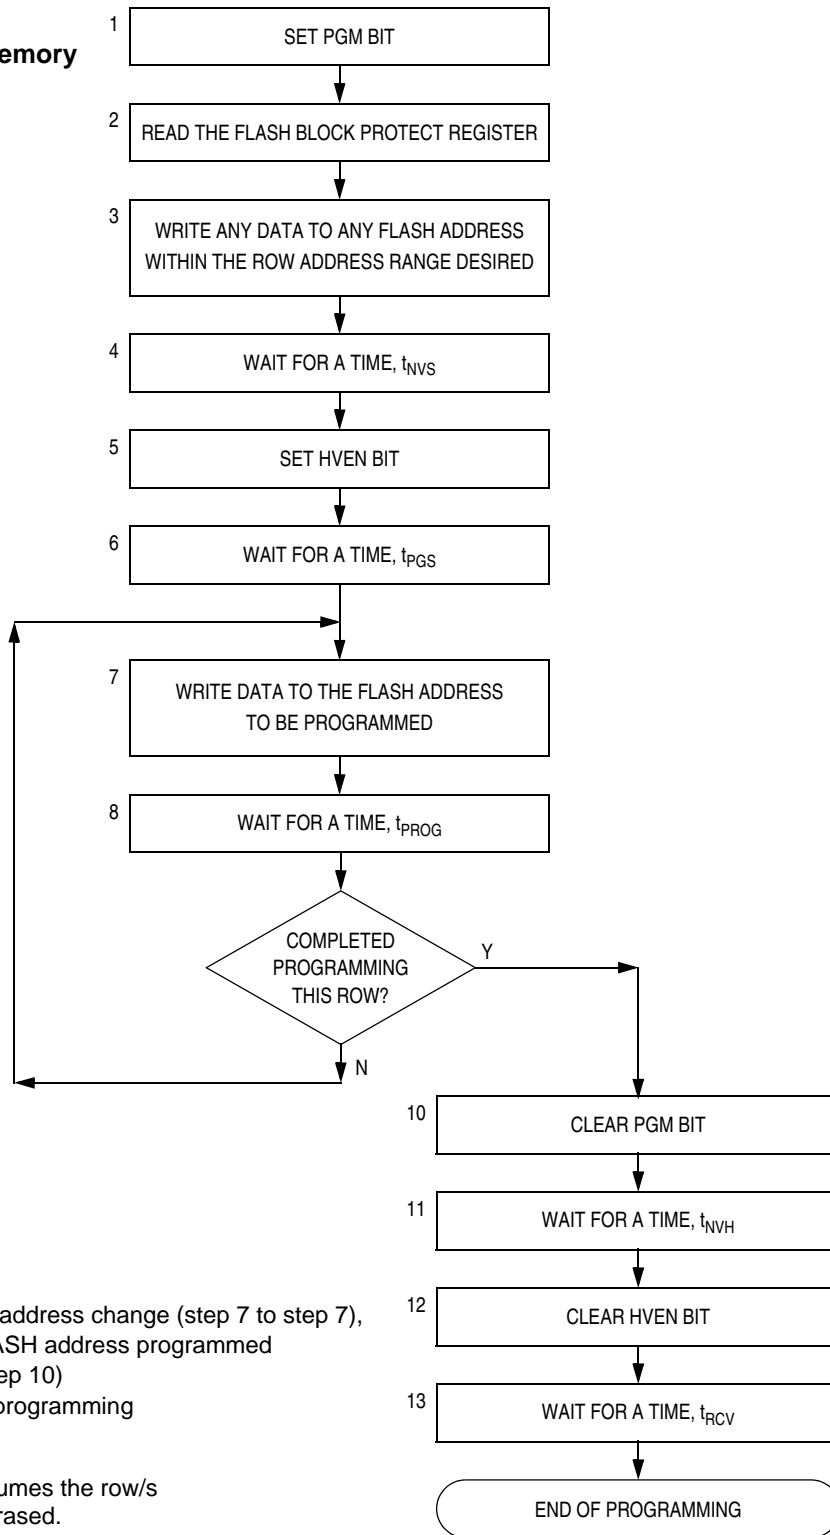 1
SET PGM BIT
emory
2
READ THE FLASH BLOCK PROTECT REGISTER
3
WRITE ANY DATA TO ANY FLASH ADDRESS
WITHIN THE ROW ADDRESS RANGE DESIRED
4
WAIT FOR A TIME, tNVS
5
SET HVEN BIT
6
WAIT FOR A TIME, tPGS
7
WRITE DATA TO THE FLASH ADDRESS
TO BE PROGRAMMED
8
WAIT FOR A TIME, tPROG
COMPLETED
PROGRAMMING
THIS ROW?
Y
N
10
CLEAR PGM BIT
11
WAIT FOR A TIME, tNVH
12
CLEAR HVEN BIT
13
WAIT FOR A TIME, tRCV
END OF PROGRAMMING
address change (step 7 to step 7),
ASH address programmed
ep 10)
programming
umes the row/s
rased.